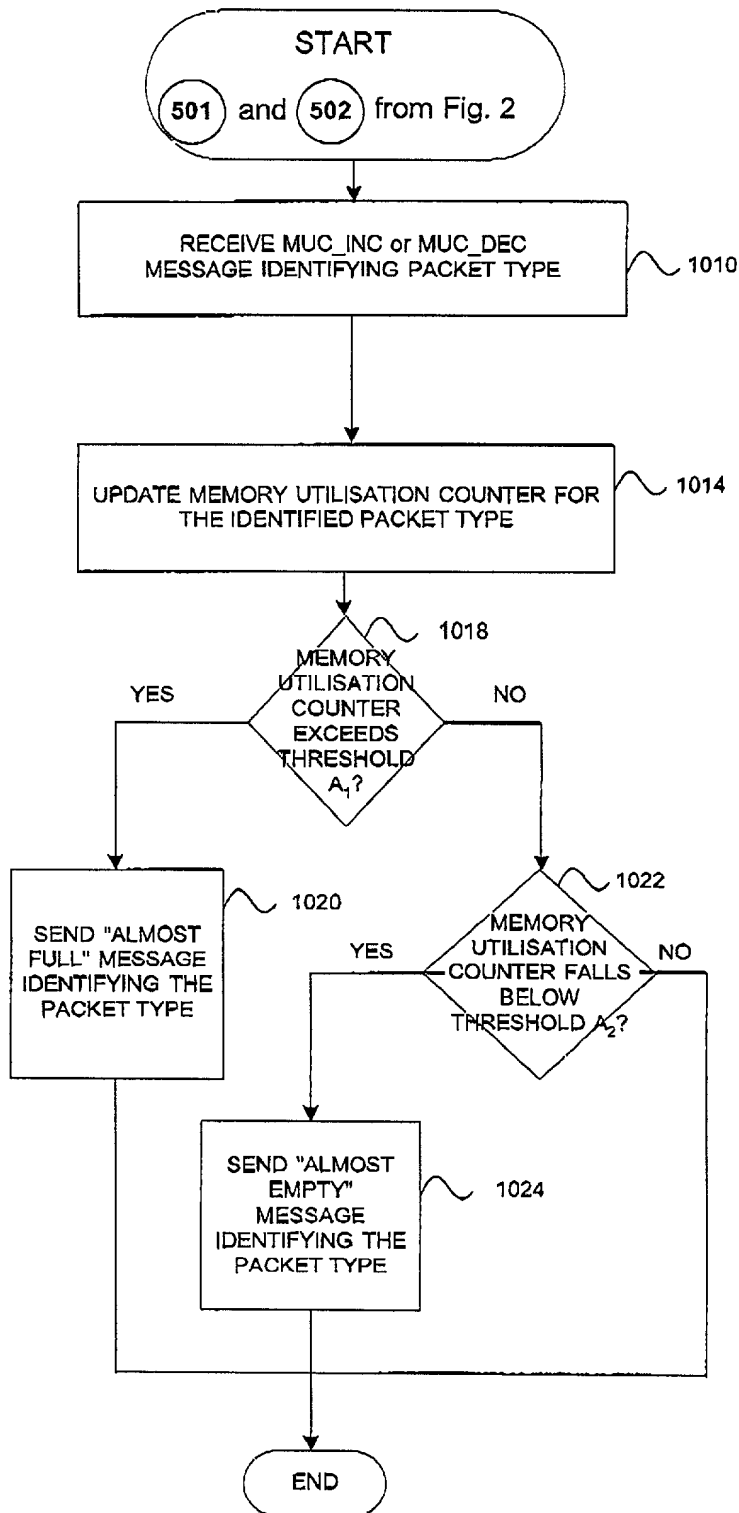 START
501 and 502 from Fig. 2
RECEIVE MUC_INC or MUC_DEC
MESSAGE IDENTIFYING PACKET TYPE
1010
UPDATE MEMORY UTILISATION COUNTER FOR
THE IDENTIFIED PACKET TYPE
1014
1018
MEMORY
UTILISATION
COUNTER
EXCEEDS
THRESHOLD
A1?
YES
NO
1020
SEND "ALMOST
FULL" MESSAGE
IDENTIFYING THE
PACKET TYPE
1022
MEMORY
UTILISATION
COUNTER FALLS
BELOW
THRESHOLD A2?
YES
NO
SEND "ALMOST
EMPTY"
MESSAGE
IDENTIFYING THE
PACKET TYPE
1024
END